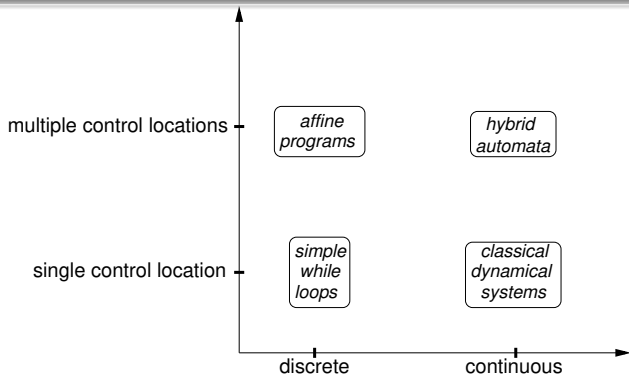 multiple control locations
affine
programs
hybrid
automata
single control location
simple
while
loops
classical
dynamical
systems
discrete
continuous